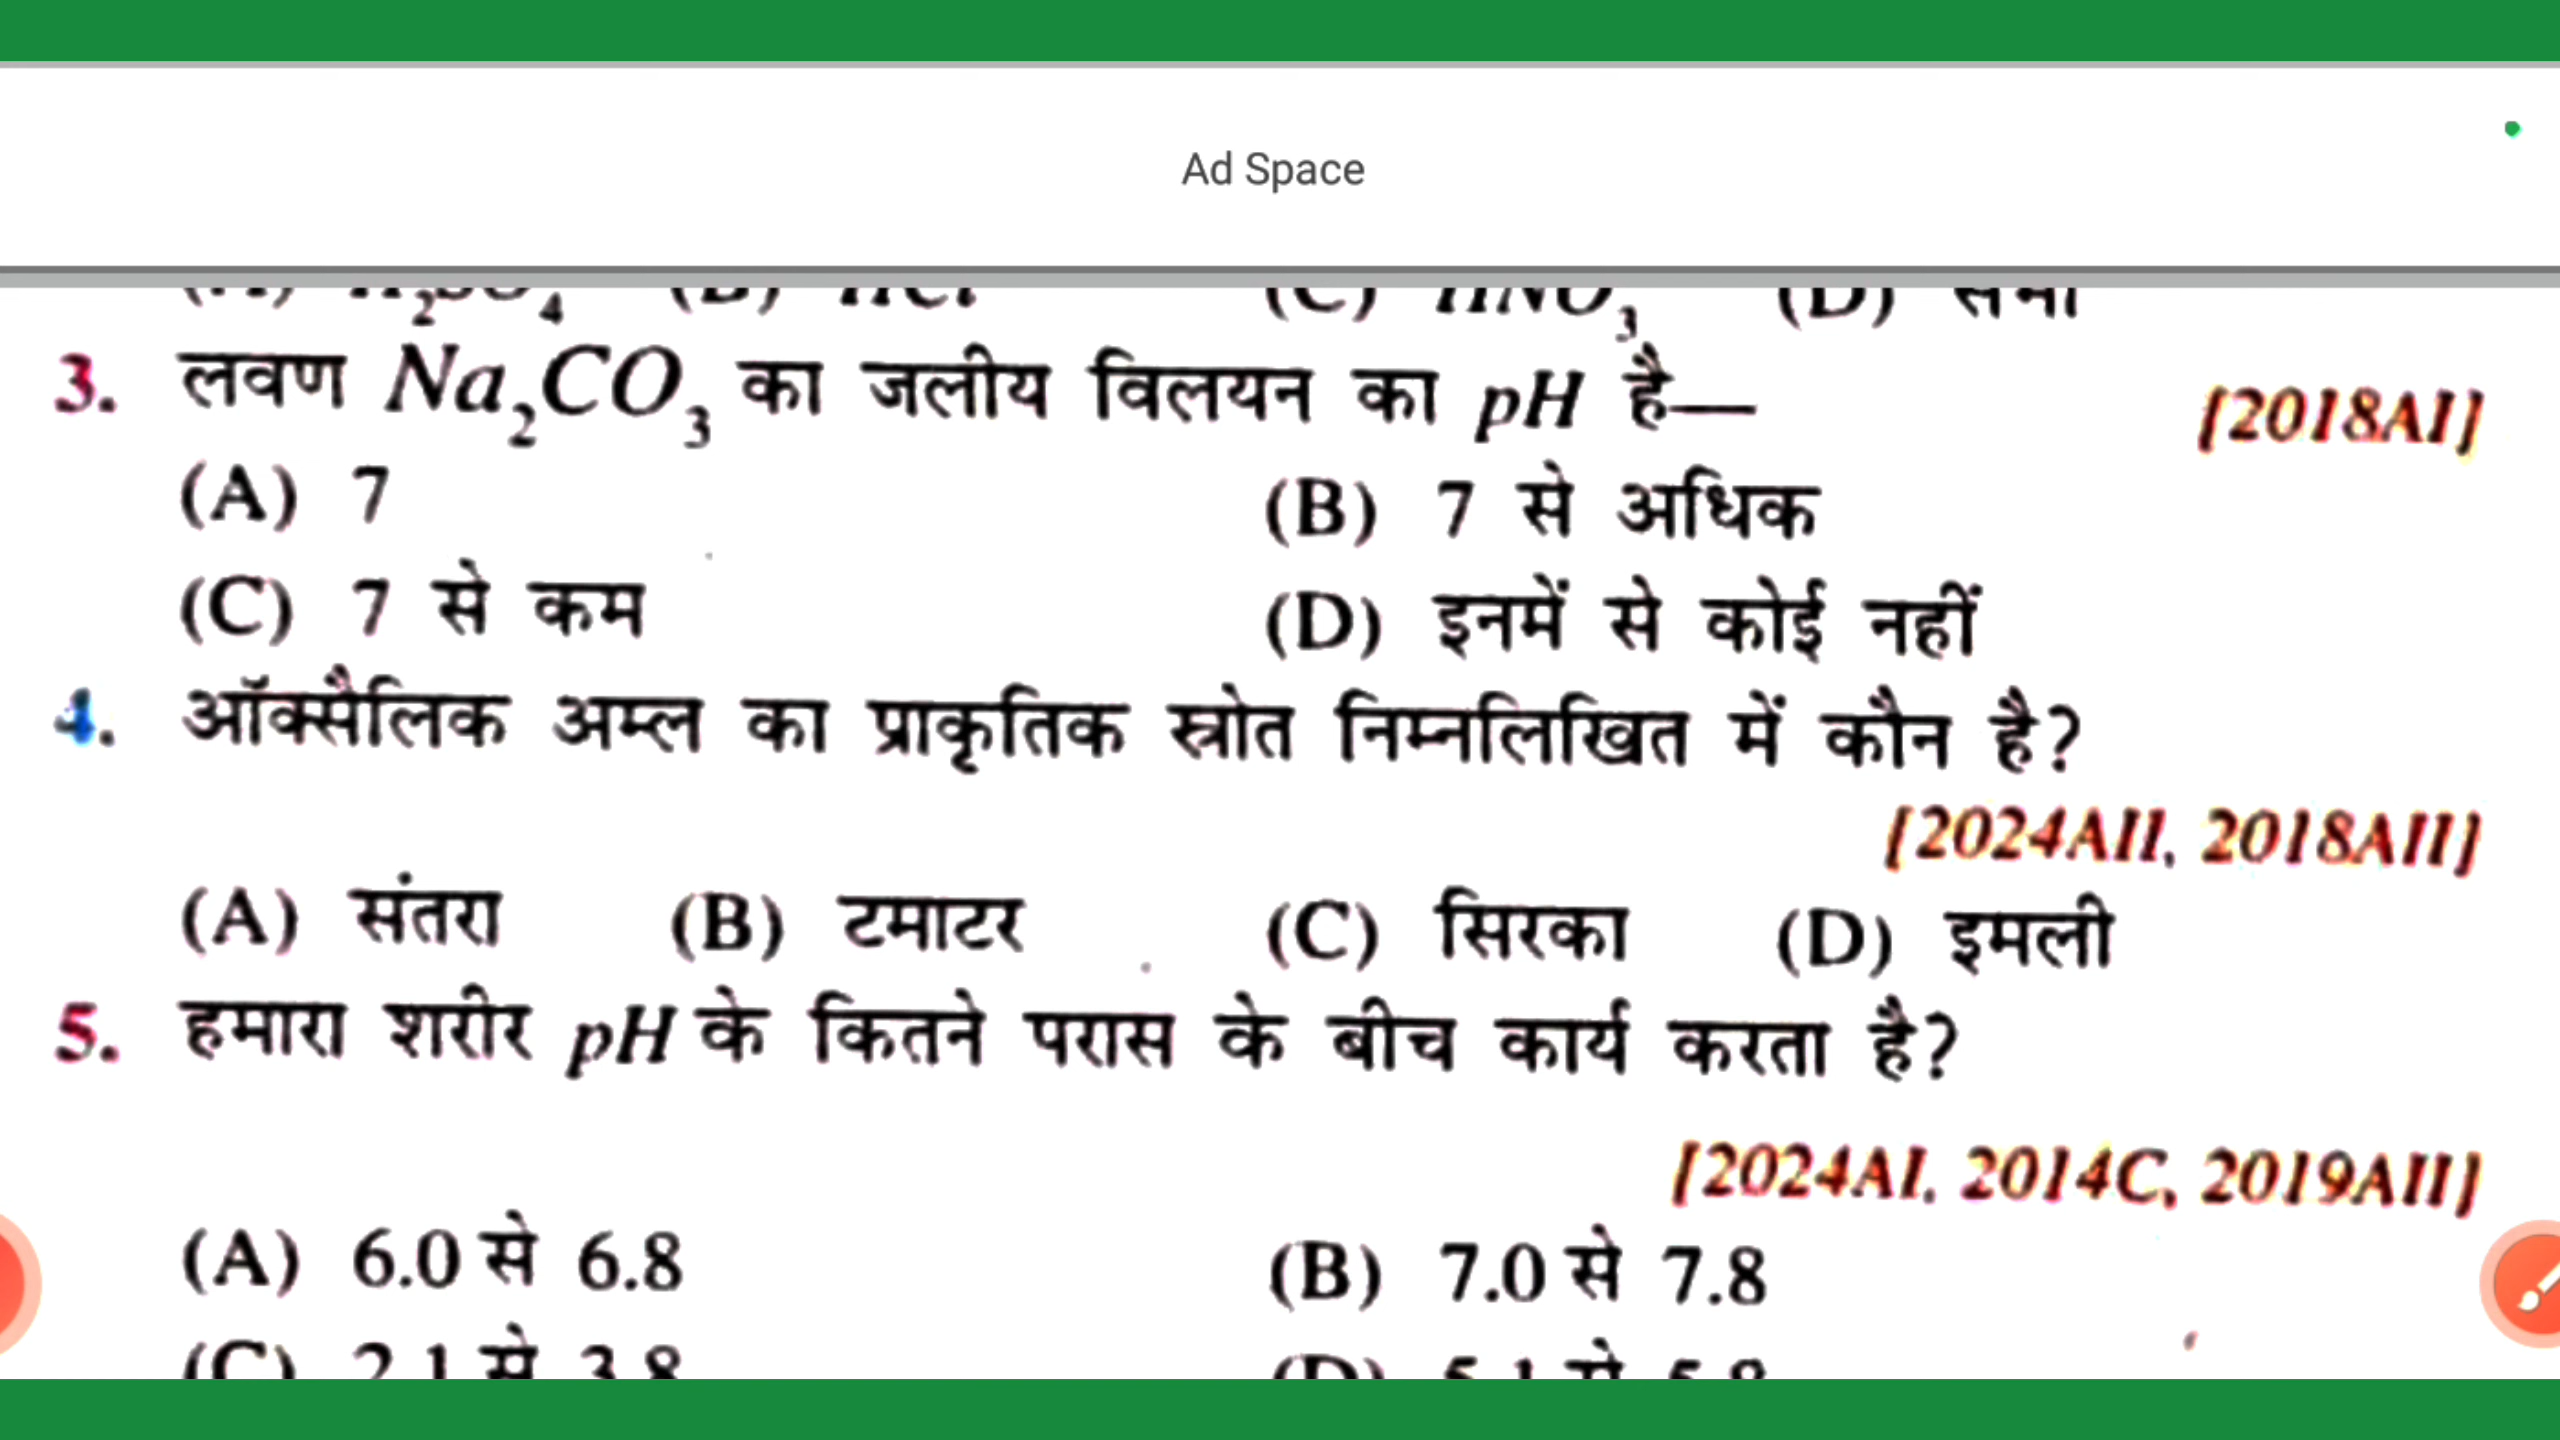 Ad Space
3. लवण Na₂CO₃ का जलीय विलयन का pH है— [2018AI]
(A) 7 (B) 7 से अधिक
(C) 7 से कम (D) इनमें से कोई नहीं
4. ऑक्सैलिक अम्ल का प्राकृतिक स्रोत निम्नलिखित में कौन है?
[2024AII, 2018AII]
(A) संतरा (B) टमाटर (C) सिरका (D) इमली
5. हमारा शरीर pH के कितने परास के बीच कार्य करता है?
[2024AI, 2014C, 2019AII]
(A) 6.0 से 6.8 (B) 7.0 से 7.8